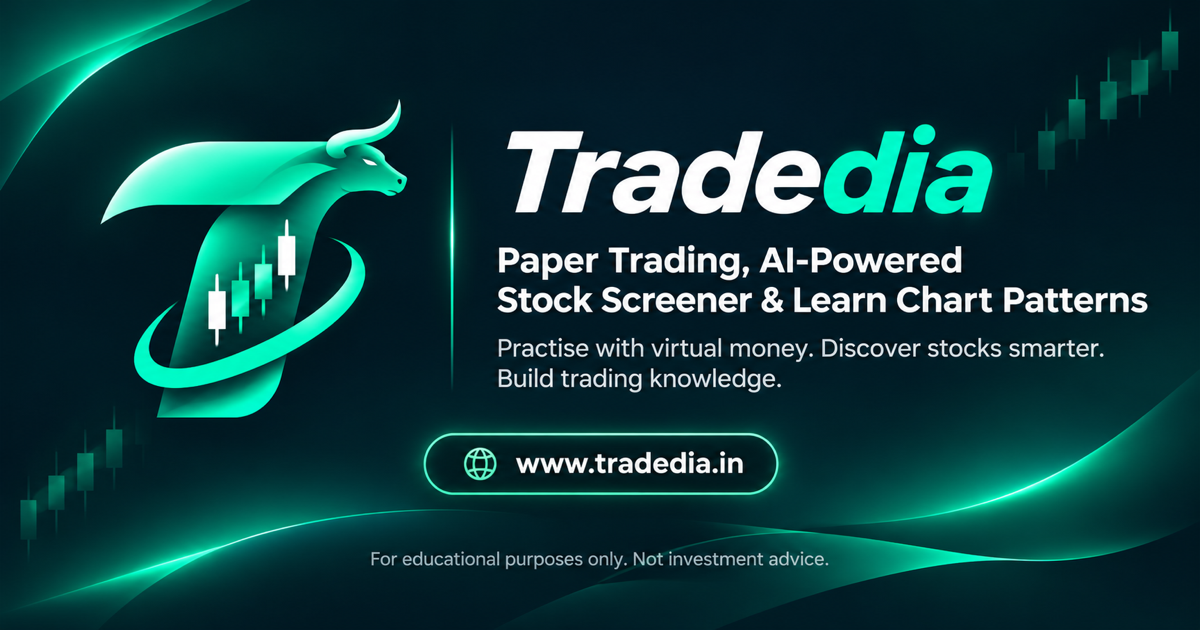 Tradedia
Paper Trading, AI-Powered
Stock Screener & Learn Chart Patterns
Practise with virtual money. Discover stocks smarter.
Build trading knowledge.
www.tradedia.in
For educational purposes only. Not investment advice.